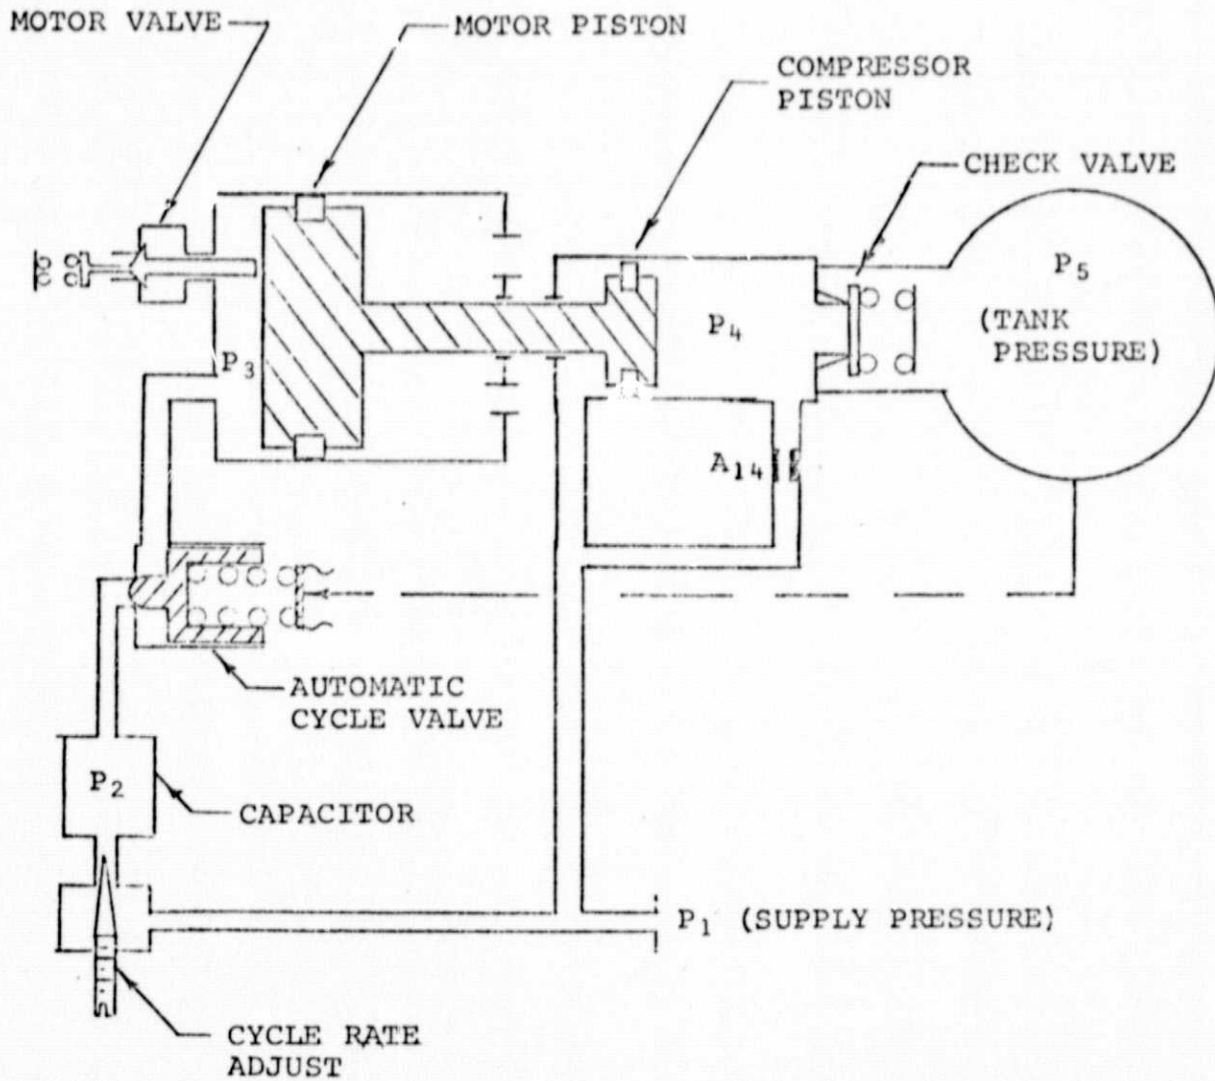 MOTOR VALVE
MOTOR PISTON
COMPRESSOR
PISTON
CHECK VALVE
P5
(TANK
PRESSURE)
P4
P3
A14
AUTOMATIC
CYCLE VALVE
P2
CAPACITOR
P1 (SUPPLY PRESSURE)
CYCLE RATE
ADJUST